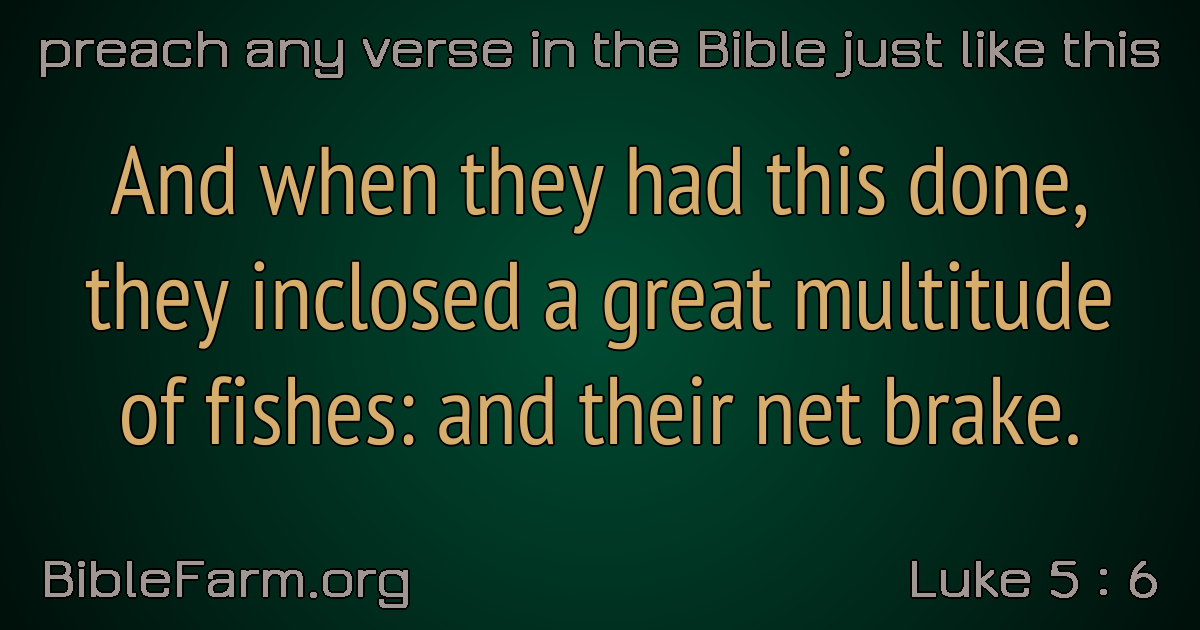 preach any verse in the Bible just like this
And when they had this done,
they inclosed a great multitude
of fishes: and their net brake.
BibleFarm.org
Luke 5 : 6